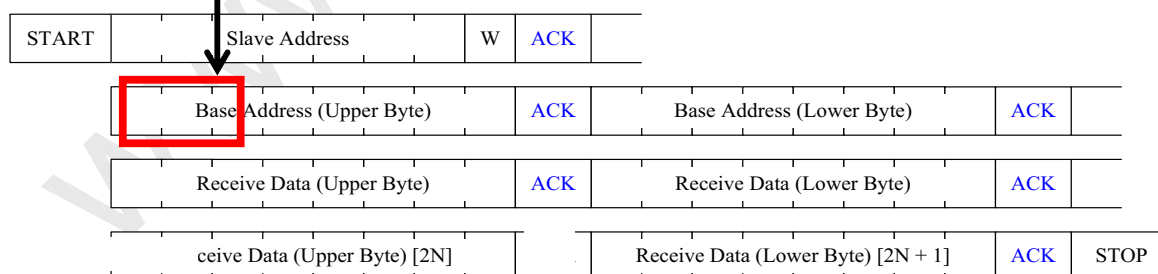 START Slave Address W ACK
Base Address (Upper Byte) ACK Base Address (Lower Byte) ACK
Receive Data (Upper Byte) ACK Receive Data (Lower Byte) ACK
ceive Data (Upper Byte) [2N] Receive Data (Lower Byte) [2N + 1] ACK STOP